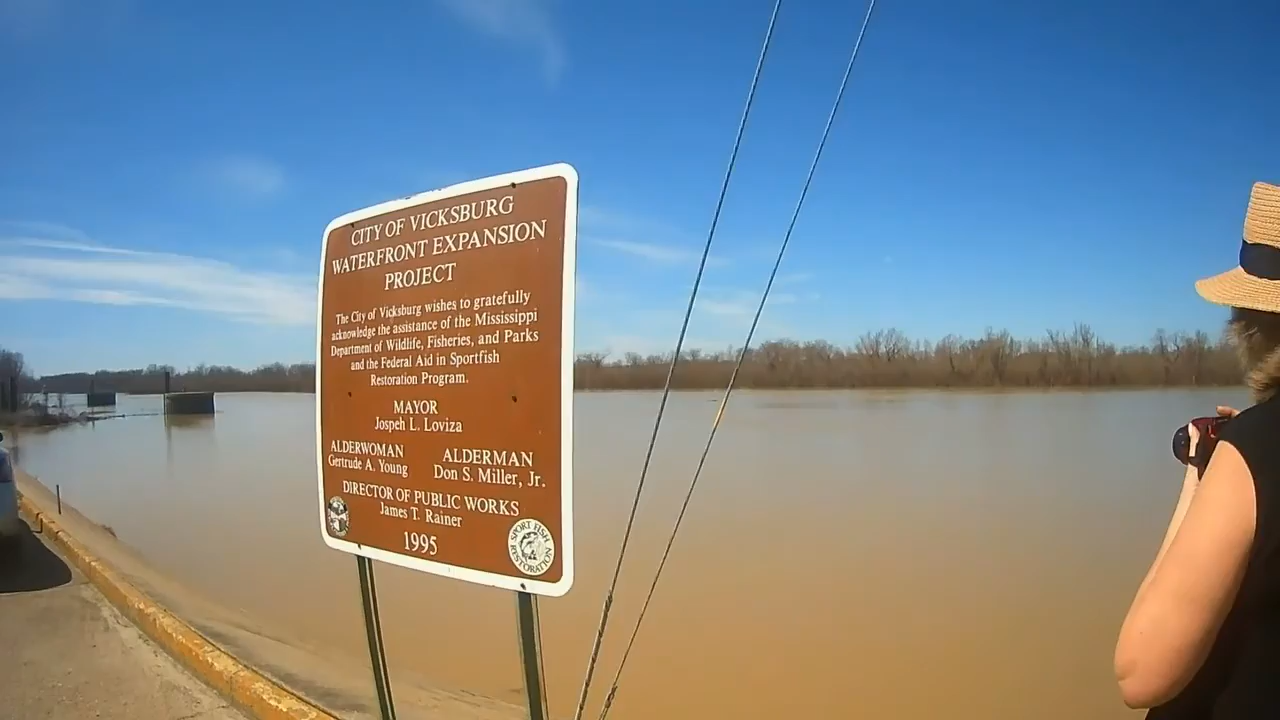 CITY OF VICKSBURG
WATERFRONT EXPANSION
PROJECT
The City of Vicksburg wishes to gratefully
acknowledge the assistance of the Mississippi
Department of Wildlife, Fisheries, and Parks
and the Federal Aid in Sportfish
Restoration Program.
MAYOR
Jospeh L. Loviza
ALDERWOMAN
Gertrude A. Young
ALDERMAN
Don S. Miller, Jr.
DIRECTOR OF PUBLIC WORKS
James T. Rainer
1995
SPORT FISH
RESTORATION